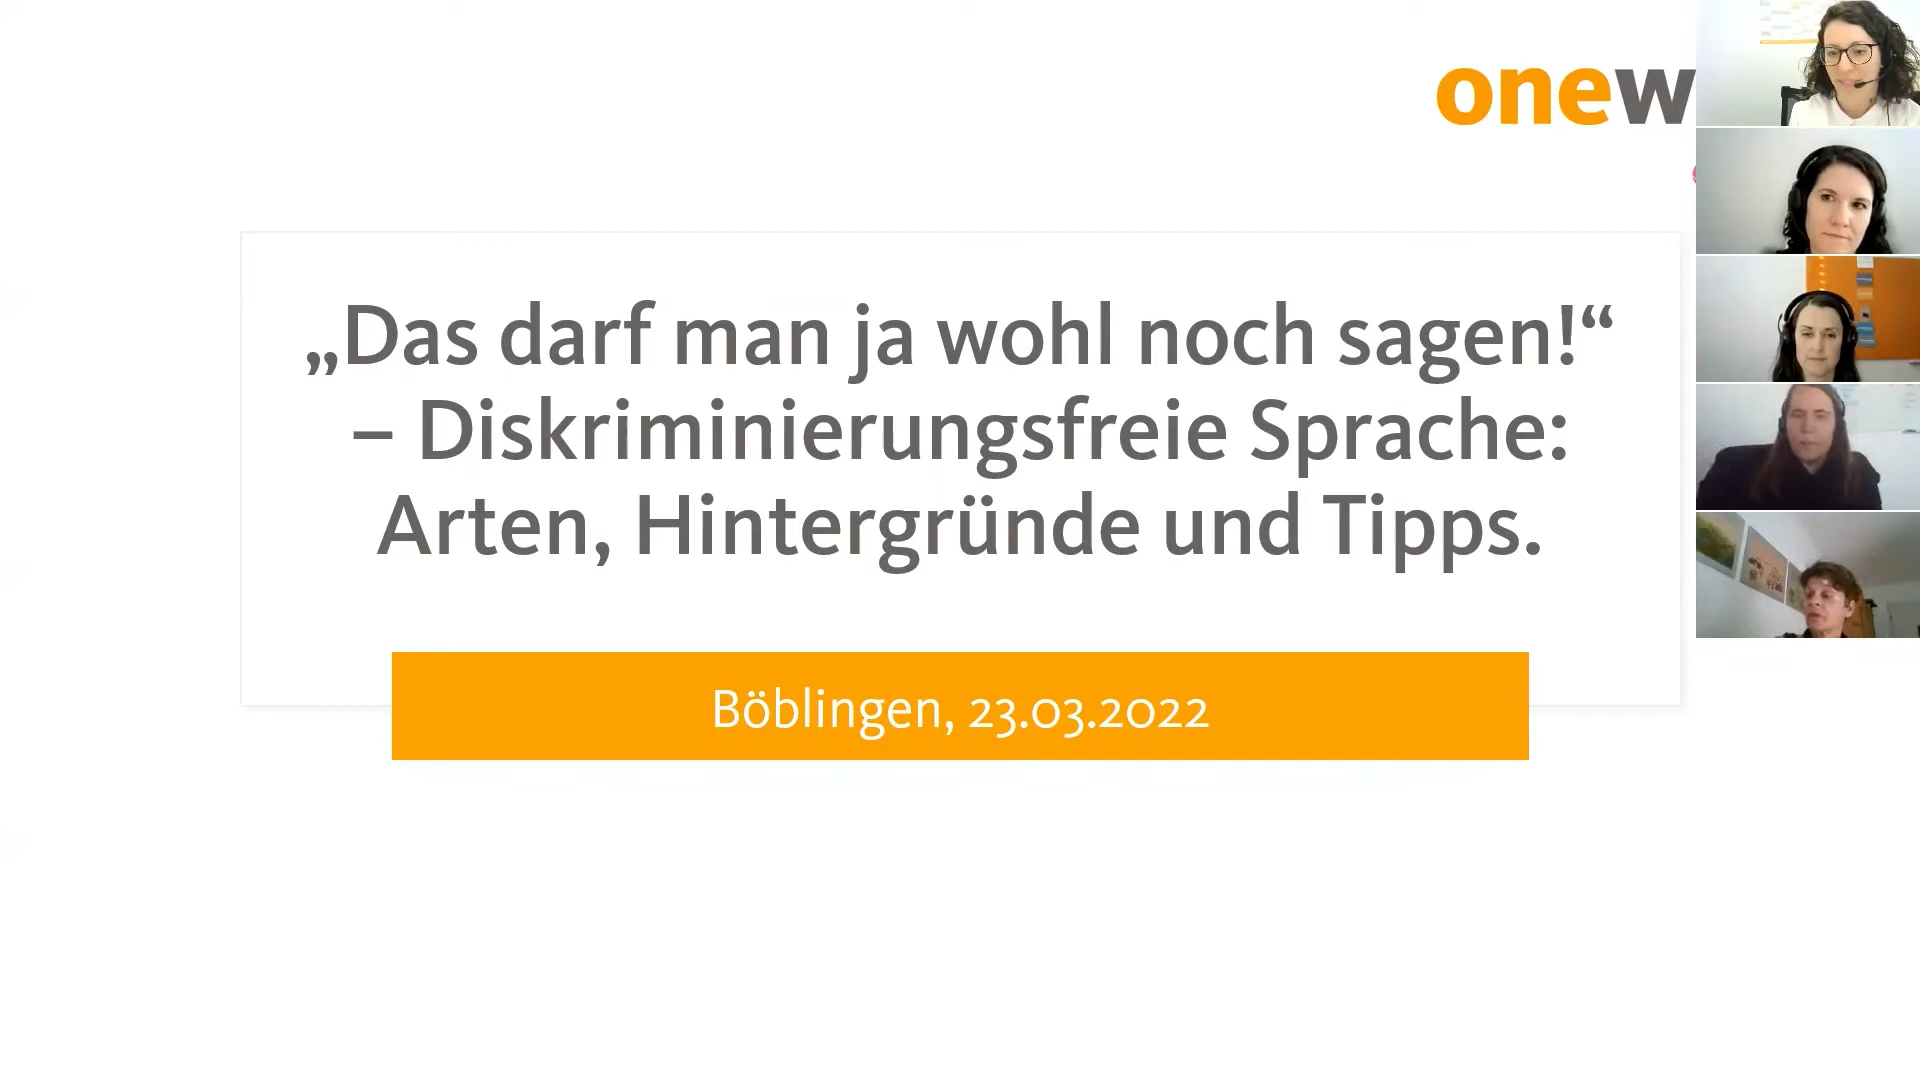 onew
„Das darf man ja wohl noch sagen!“
– Diskriminierungsfreie Sprache:
Arten, Hintergründe und Tipps.
Böblingen, 23.03.2022